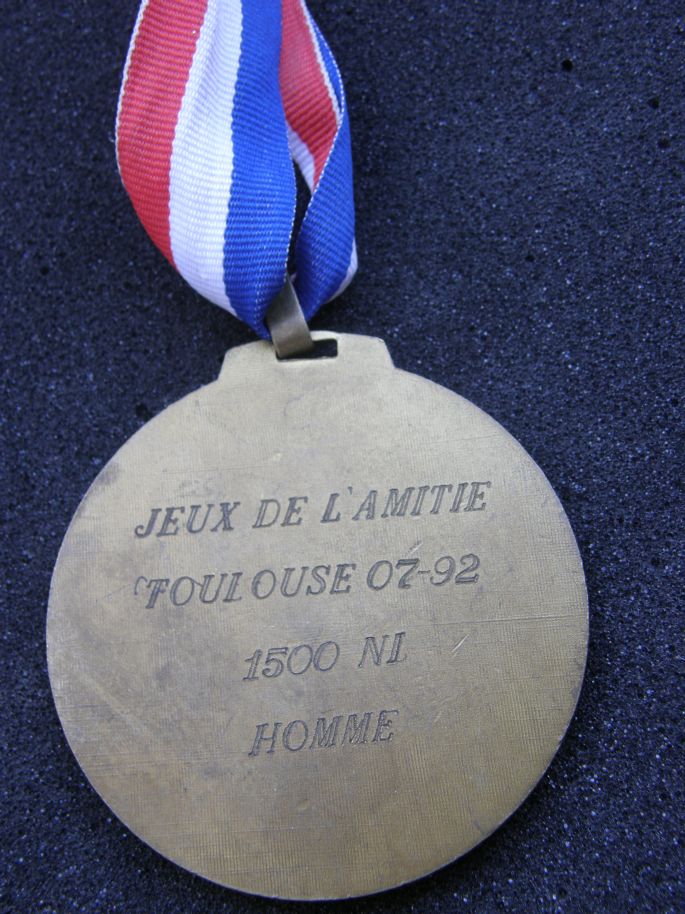 JEUX DE L'AMITIE
TOULOUSE 07-92
1500 NL
HOMME